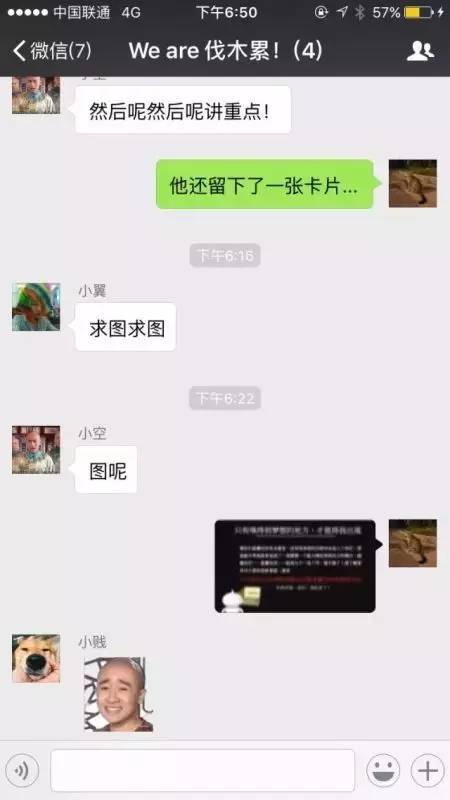 中国联通 4G 下午6:50 57%
微信(7) We are 伐木累！(4)
小空
然后呢然后呢讲重点！
他还留下了一张卡片...
下午6:16
小翼
求图求图
下午6:22
小空
图呢
小贱